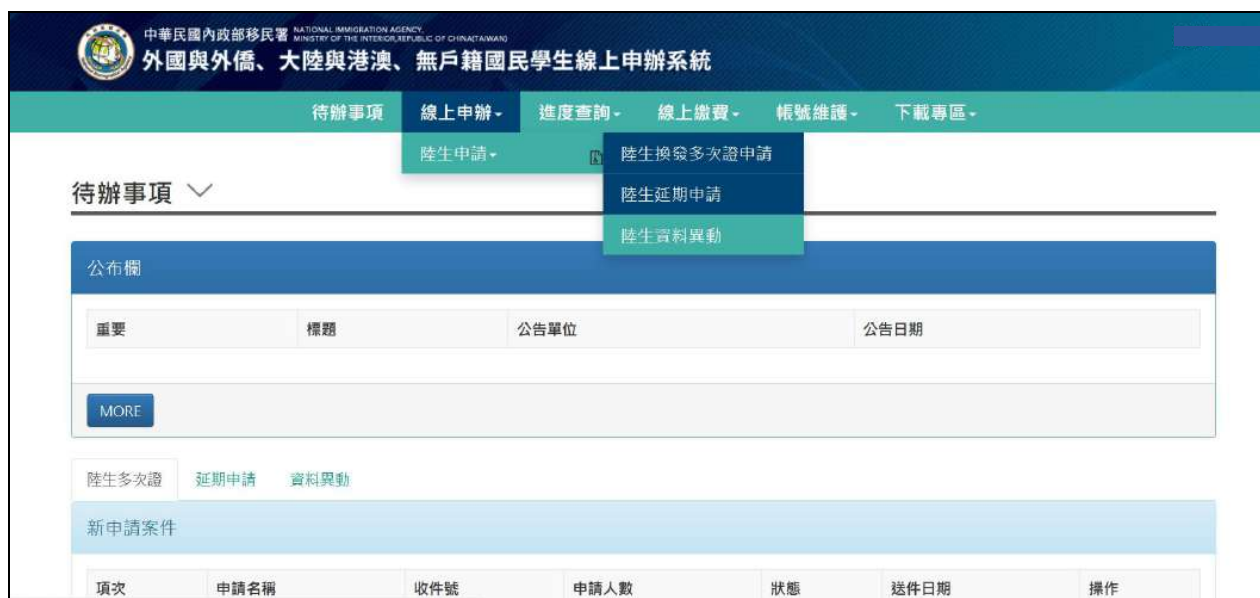 中華民國內政部移民署 NATIONAL IMMIGRATION AGENCY,
MINISTRY OF THE INTERIOR,REPUBLIC OF CHINA(TAIWAN)
外國與外僑、大陸與港澳、無戶籍國民學生線上申辦系統
待辦事項 線上申辦 進度查詢 線上繳費 帳號維護 下載專區
陸生申請 陸生換發多次證申請
待辦事項 陸生延期申請
陸生資料異動
公布欄
重要 標題 公告單位 公告日期
MORE
陸生多次證 延期申請 資料異動
新申請案件
項次 申請名稱 收件號 申請人數 狀態 送件日期 操作